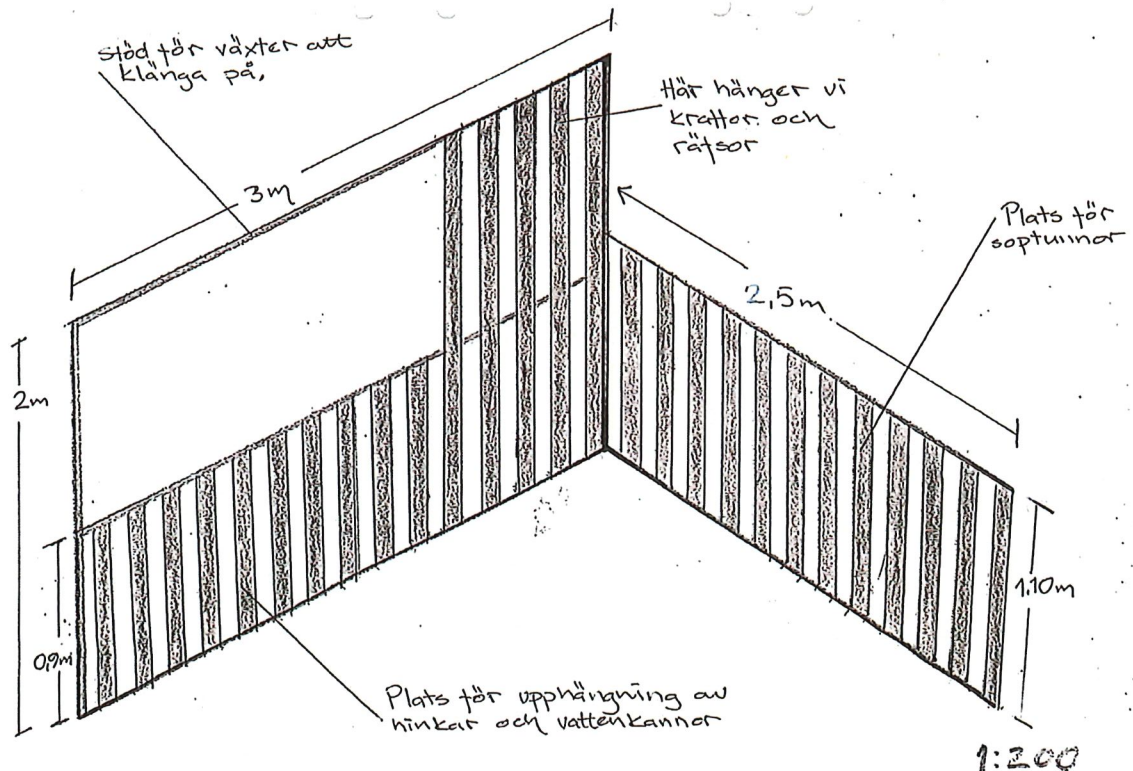 stöd för växter att
klänga på.
Här hänger vi
krattor och
räfsor
3m
Plats för
soptunnor
2,5m
2m
0,9m
1,10m
Plats för upphängning av
hinkar och vattenkannor
1:200